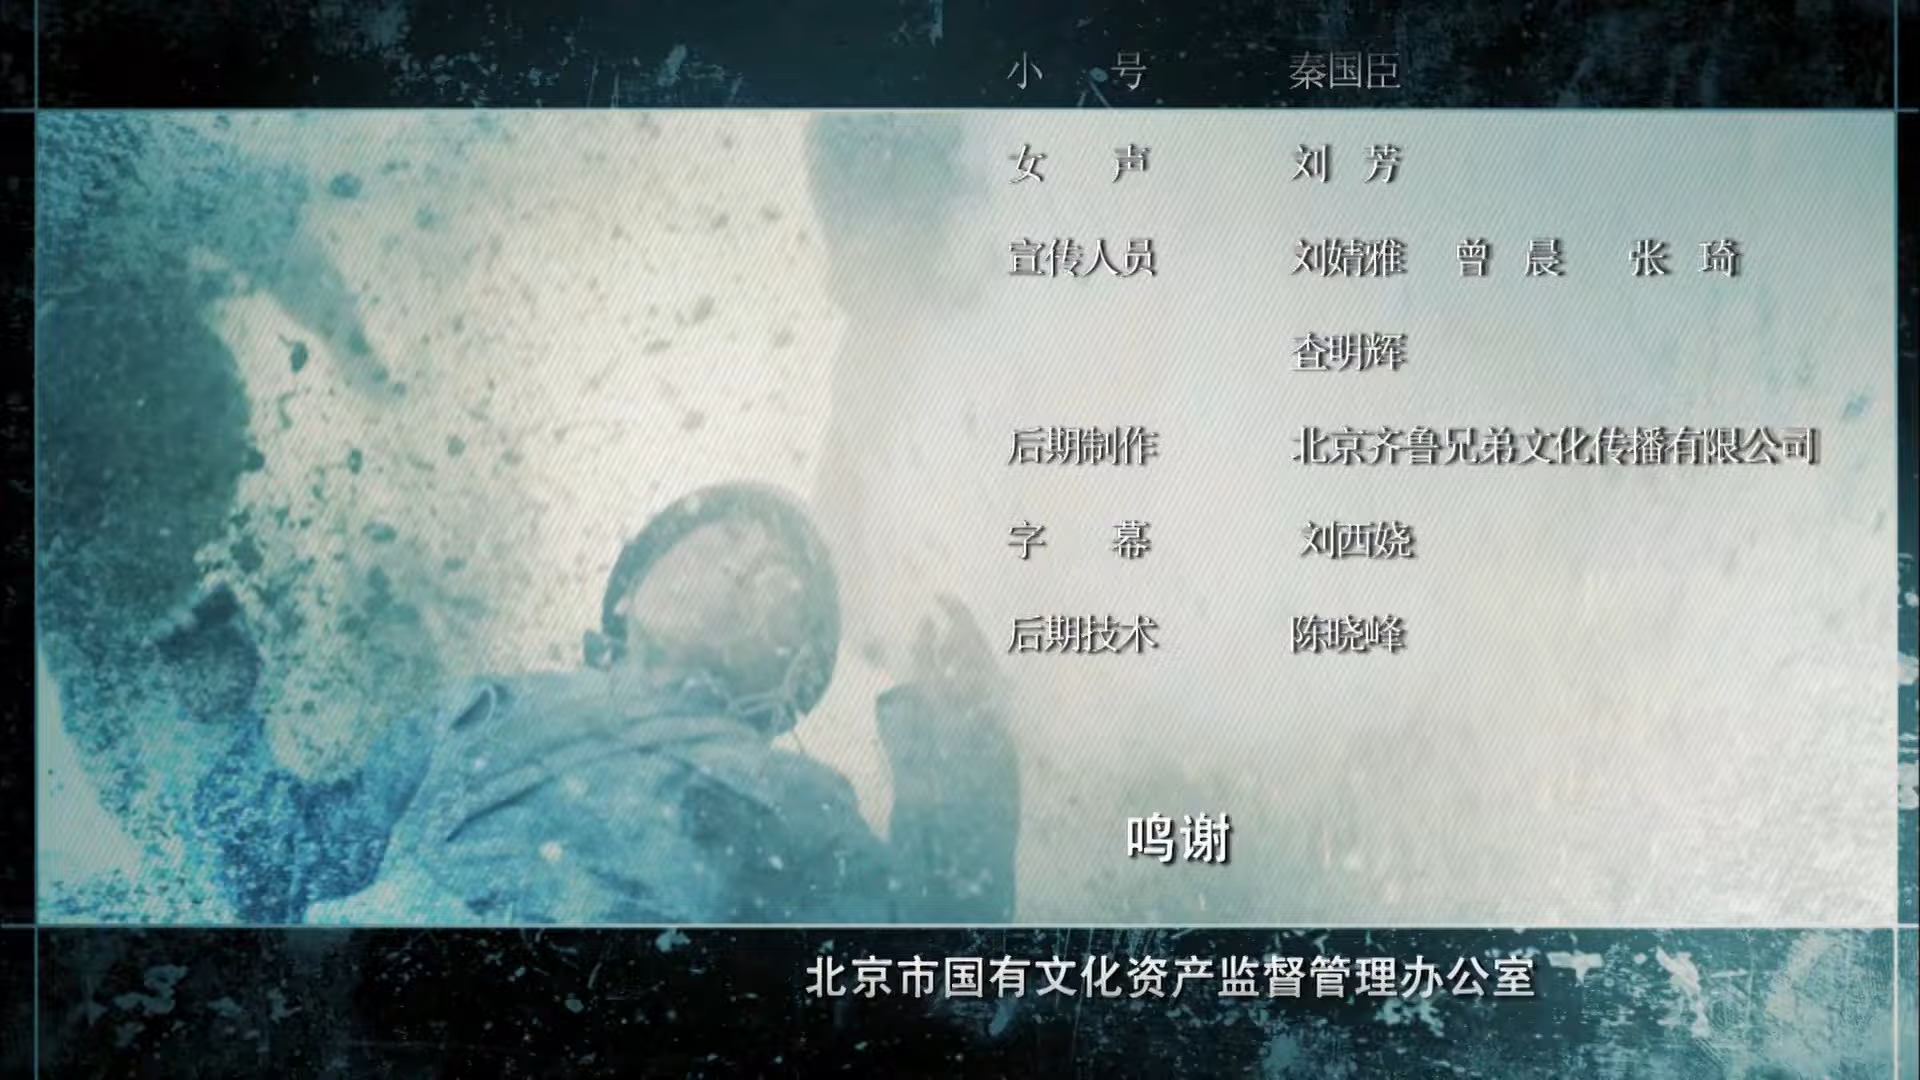 小 号 秦国臣
女 声 刘 芳
宣传人员 刘婧雅 曾 晨 张 琦
查明辉
后期制作 北京齐鲁兄弟文化传播有限公司
字 幕 刘西娆
后期技术 陈晓峰
鸣谢
北京市国有文化资产监督管理办公室